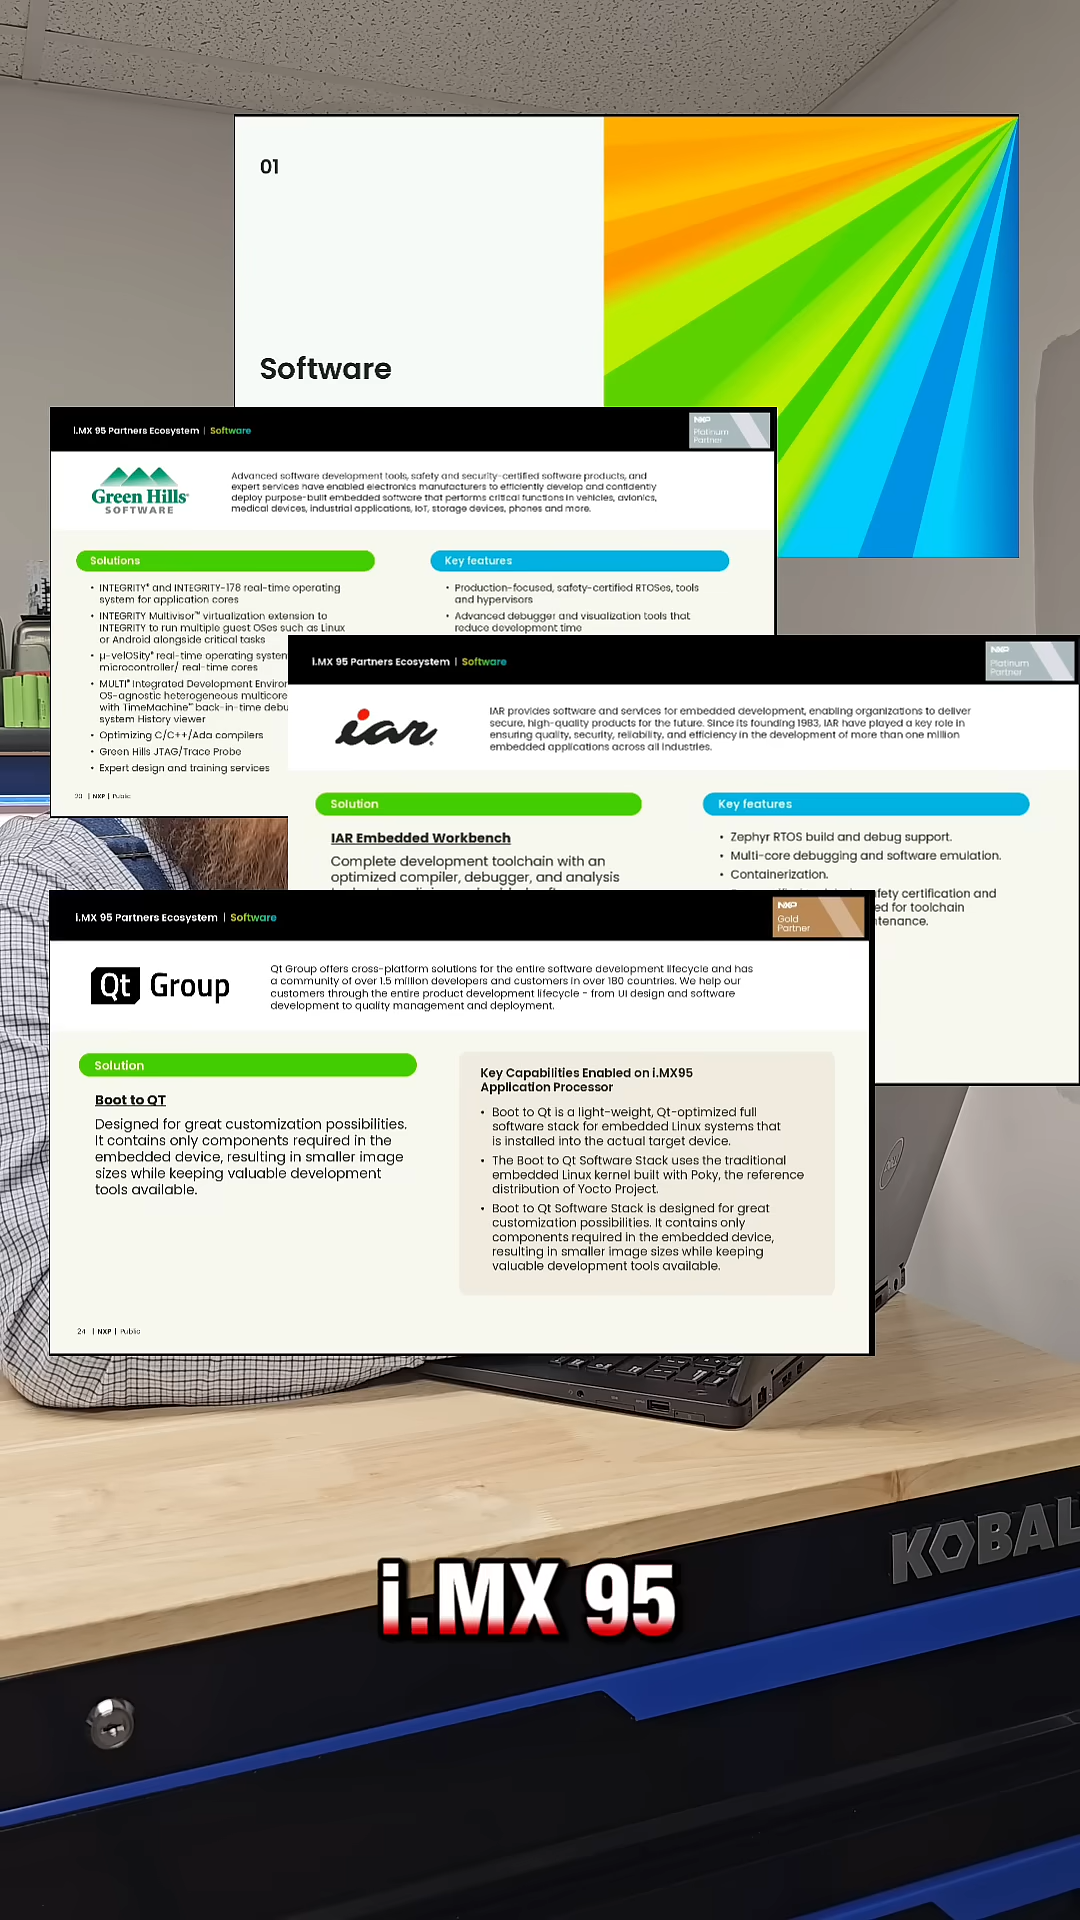 01
Software
i.MX 95 Partners Ecosystem | Software
NXP
Platinum
Partner
Green Hills
SOFTWARE
Advanced software development tools, safety and security-certified software products, and
expert services have enabled electronics manufacturers to efficiently develop and confidently
deploy purpose-built embedded software that performs critical functions in vehicles, avionics,
medical devices, industrial applications, IoT, storage devices, phones and more.
Solutions
• INTEGRITY® and INTEGRITY-178 real-time operating
system for application cores
• INTEGRITY Multivisor™ virtualization extension to
INTEGRITY to run multiple guest OSes such as Linux
or Android alongside critical tasks
• µ-velOSity® real-time operating system
microcontroller/ real-time cores
• MULTI® Integrated Development
OS-agnostic heterogeneous multicore
with TimeMachine™ back-in-time
system History viewer
• Optimizing C/C++/Ada compilers
• Green Hills JTAG/Trace Probe
• Expert design and training services
Key features
• Production-focused, safety-certified RTOSes, tools
and hypervisors
• Advanced debugger and visualization tools that
reduce development time
| NXP | Public
i.MX 95 Partners Ecosystem | Software
NXP
Platinum
Partner
iar
IAR provides software and services for embedded development, enabling organizations to deliver
secure, high-quality products for the future. Since its founding 1983, IAR have played a key role in
ensuring quality, security, reliability, and efficiency in the development of more than one million
embedded applications across all industries.
Solution
IAR Embedded Workbench
Complete development toolchain with an
optimized compiler, debugger, and analysis
Key features
• Zephyr RTOS build and debug support.
• Multi-core debugging and software emulation.
• Containerization.
certification and
for toolchain
i.MX 95 Partners Ecosystem | Software
NXP
Gold
Partner
Qt Group
Qt Group offers cross-platform solutions for the entire software development lifecycle and has
a community of over 1.5 million developers and customers in over 180 countries. We help our
customers through the entire product development lifecycle - from UI design and software
development to quality management and deployment.
Solution
Boot to QT
Designed for great customization possibilities.
It contains only components required in the
embedded device, resulting in smaller image
sizes while keeping valuable development
tools available.
Key Capabilities Enabled on i.MX95
Application Processor
• Boot to Qt is a light-weight, Qt-optimized full
software stack for embedded Linux systems that
is installed into the actual target device.
• The Boot to Qt Software Stack uses the traditional
embedded Linux kernel built with Poky, the reference
distribution of Yocto Project.
• Boot to Qt Software Stack is designed for great
customization possibilities. It contains only
components required in the embedded device,
resulting in smaller image sizes while keeping
valuable development tools available.
24 | NXP | Public
DELL
KOBAL
i.MX 95